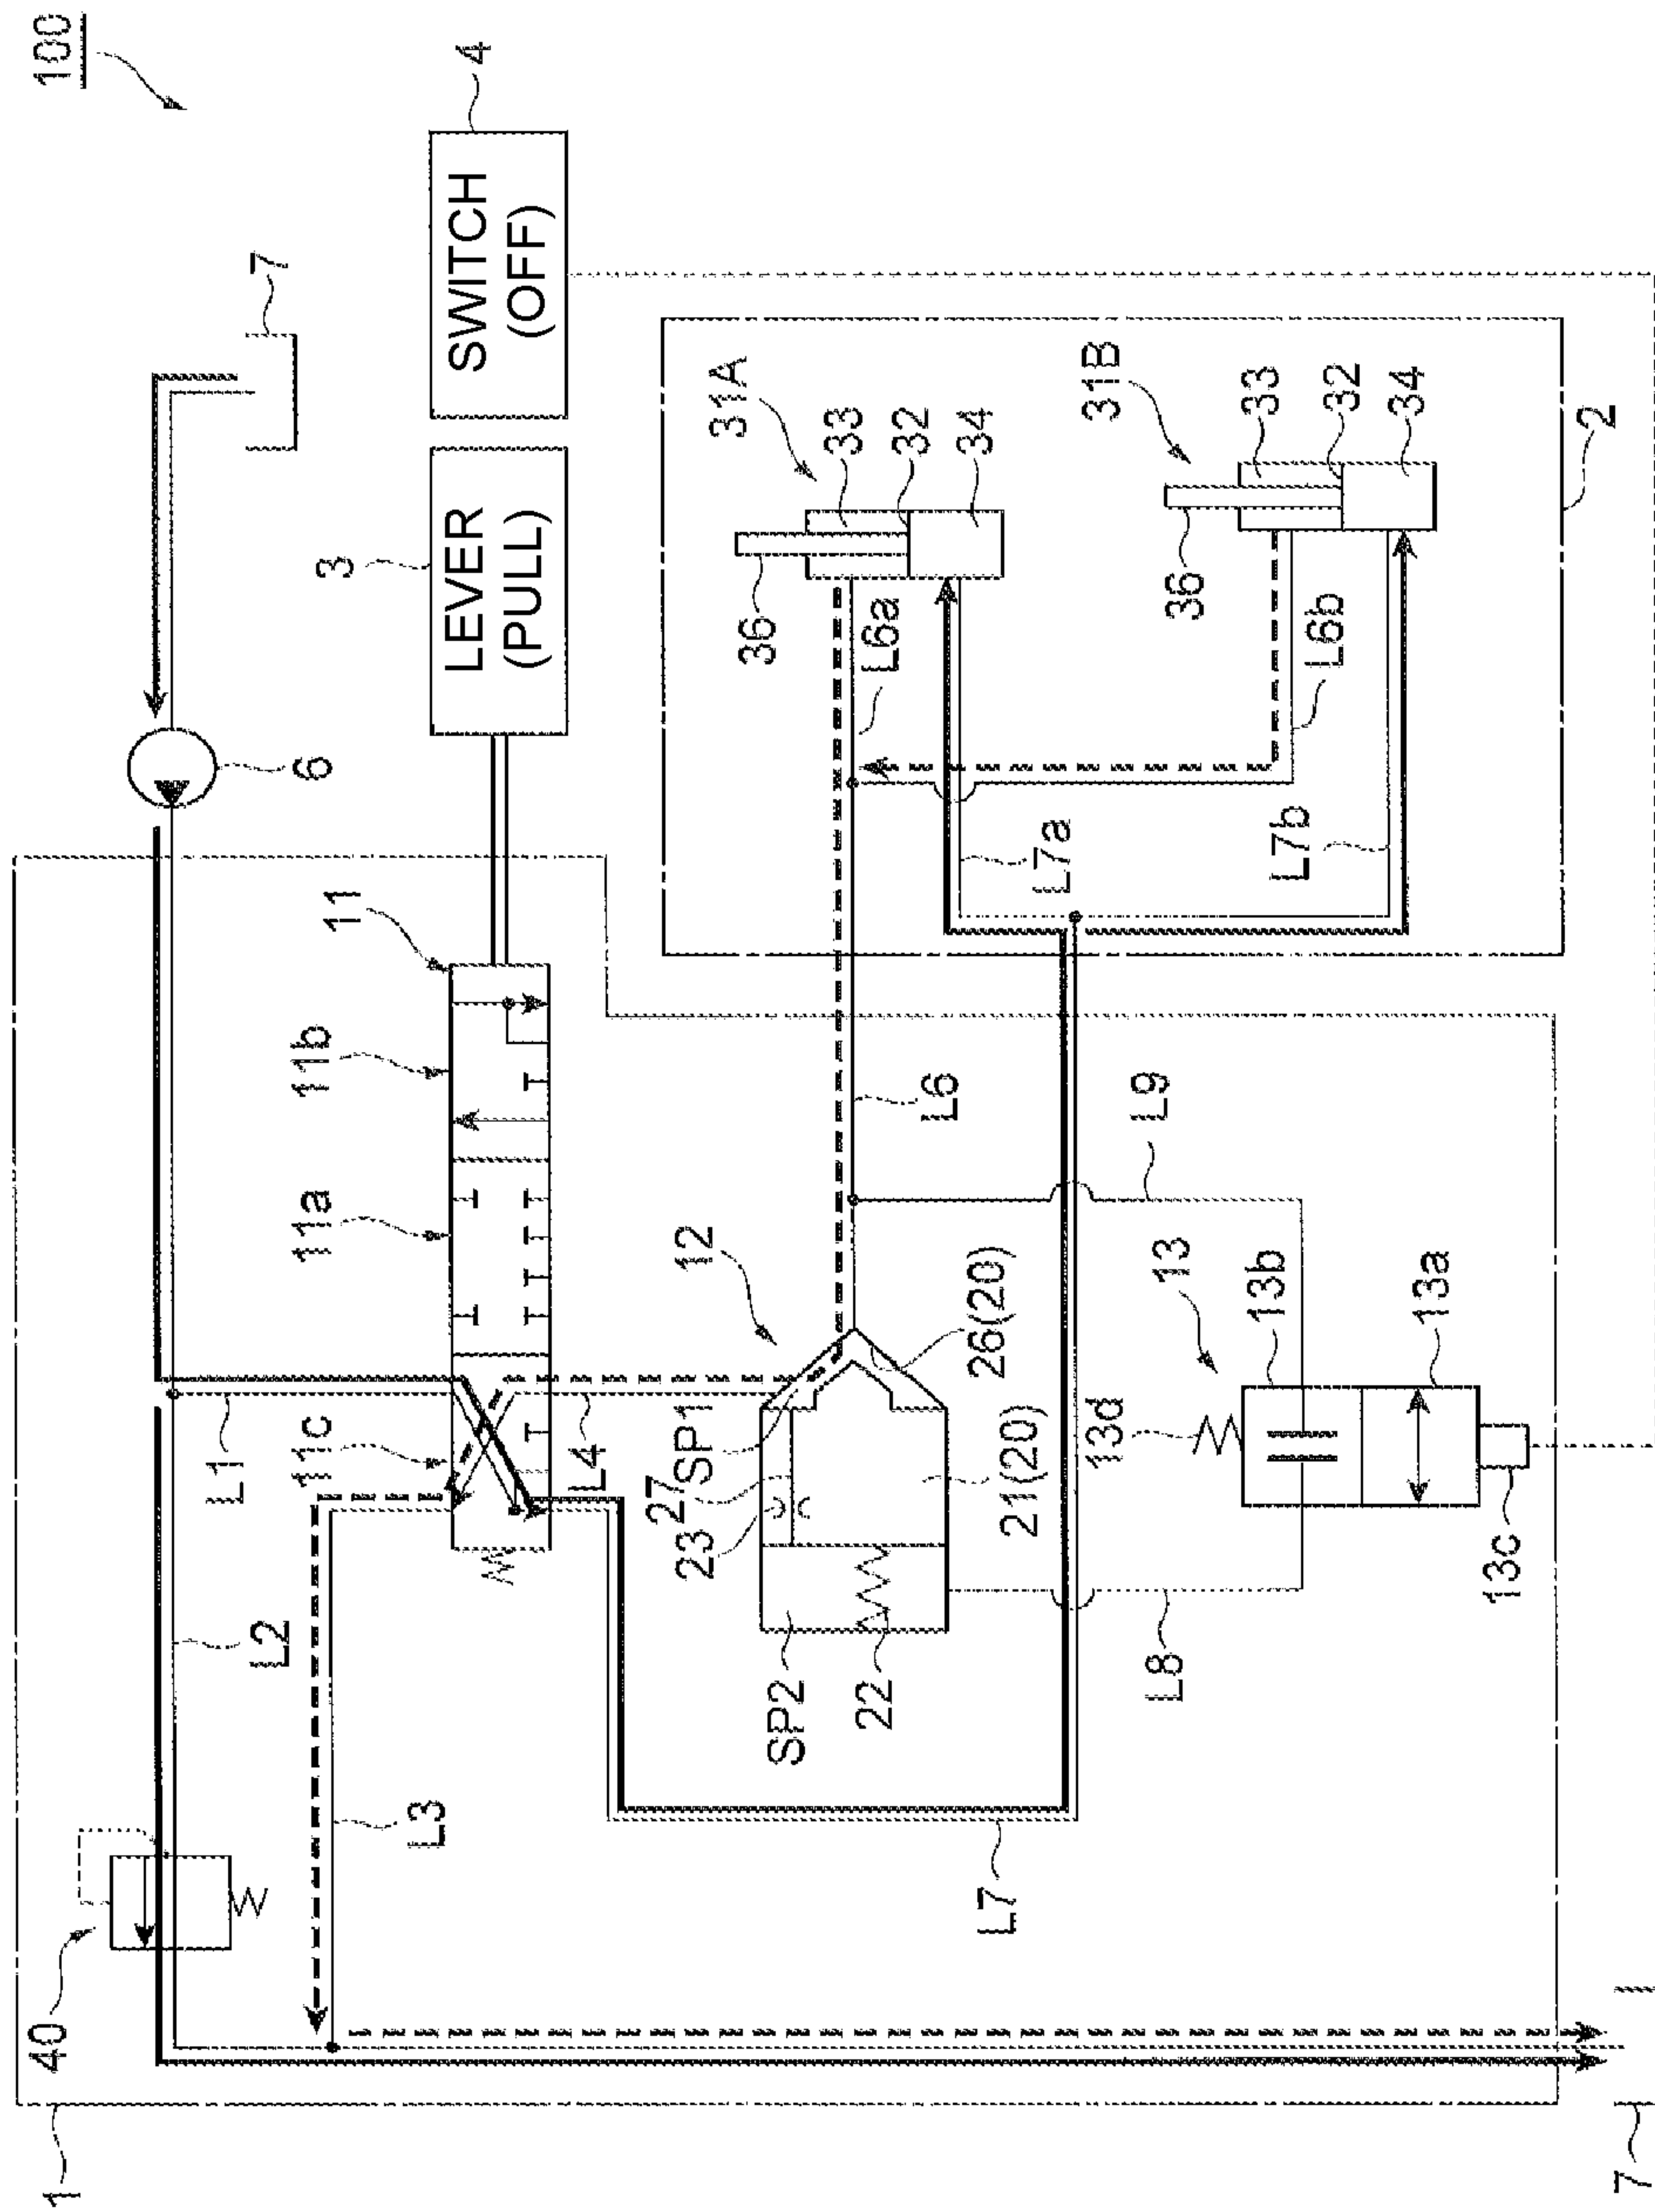 100
4
SWITCH
(OFF)
7
3
LEVER
(PULL)
6
31A
33
32
34
36
L6a
31B
33
32
34
36
L6b
2
L7a
L7b
11
11b
11a
11c
L1
L4
L2
L3
40
12
L6
L9
26(20)
SP1
27
23
21(20)
SP2
22
13
13b
13a
13d
13c
L8
L7
1
7